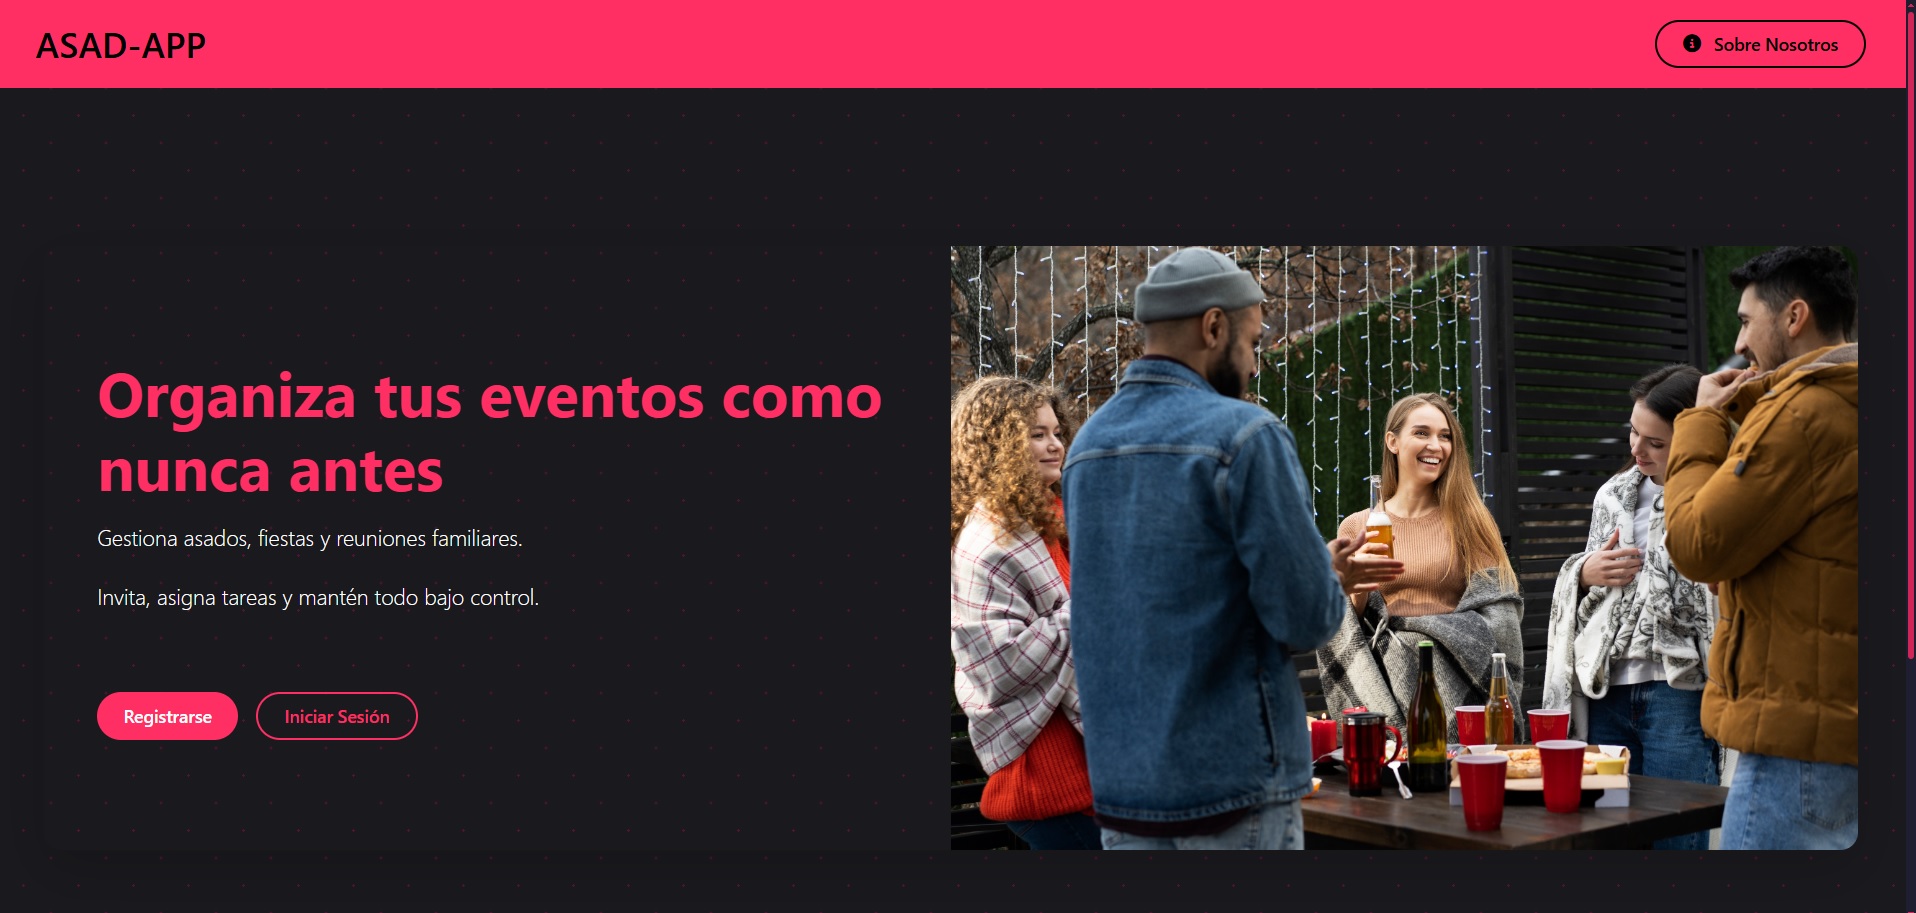 ASAD-APP
Sobre Nosotros
Organiza tus eventos como
nunca antes
Gestiona asados, fiestas y reuniones familiares.
Invita, asigna tareas y mantén todo bajo control.
Registrarse
Iniciar Sesión